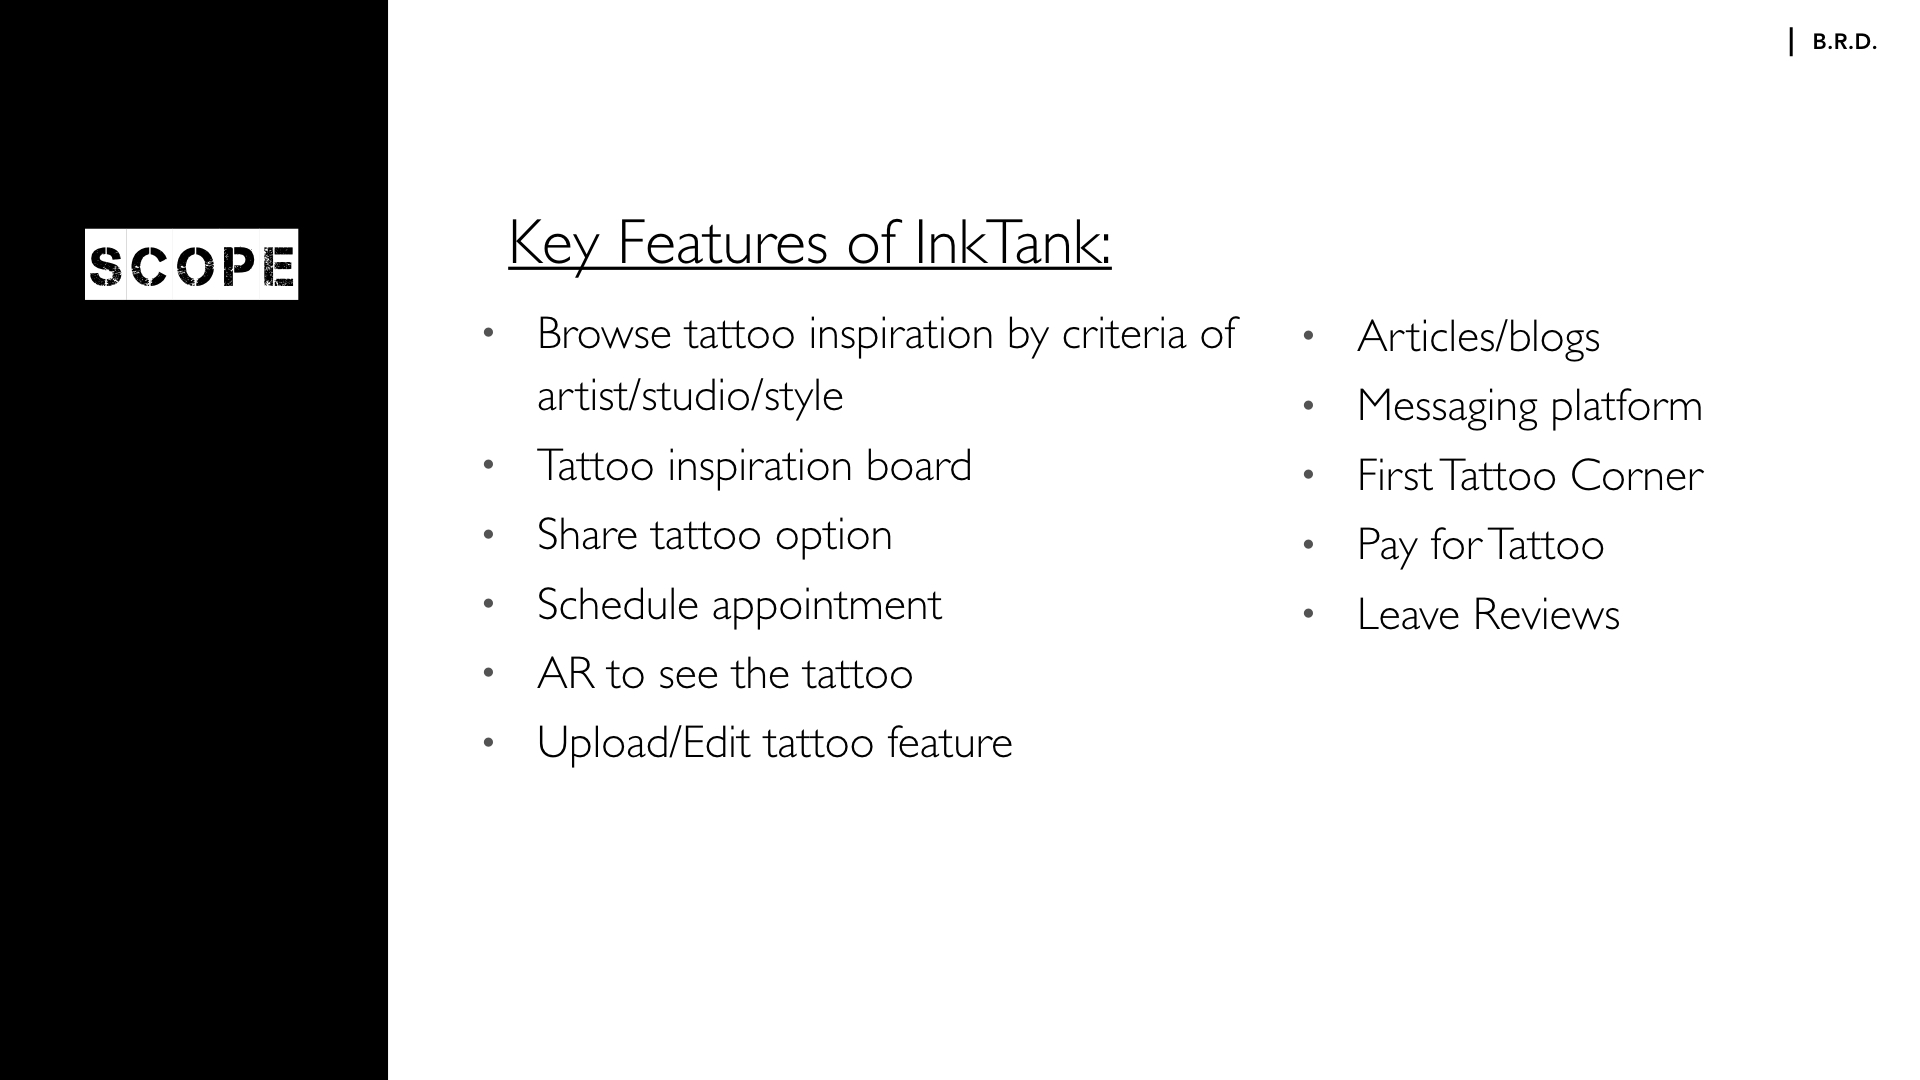 B.R.D.
SCOPE
Key Features of InkTank:
• Browse tattoo inspiration by criteria of
artist/studio/style
• Tattoo inspiration board
• Share tattoo option
• Schedule appointment
• AR to see the tattoo
• Upload/Edit tattoo feature
• Articles/blogs
• Messaging platform
• First Tattoo Corner
• Pay for Tattoo
• Leave Reviews